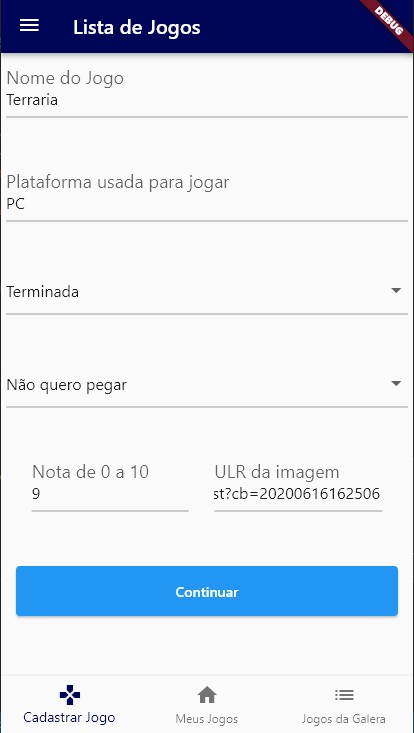 Lista de Jogos
DEBUG
Nome do Jogo
Terraria
Plataforma usada para jogar
PC
Terminada
Não quero pegar
Nota de 0 a 10
9
ULR da imagem
st?cb=20200616162506
Continuar
Cadastrar Jogo
Meus Jogos
Jogos da Galera